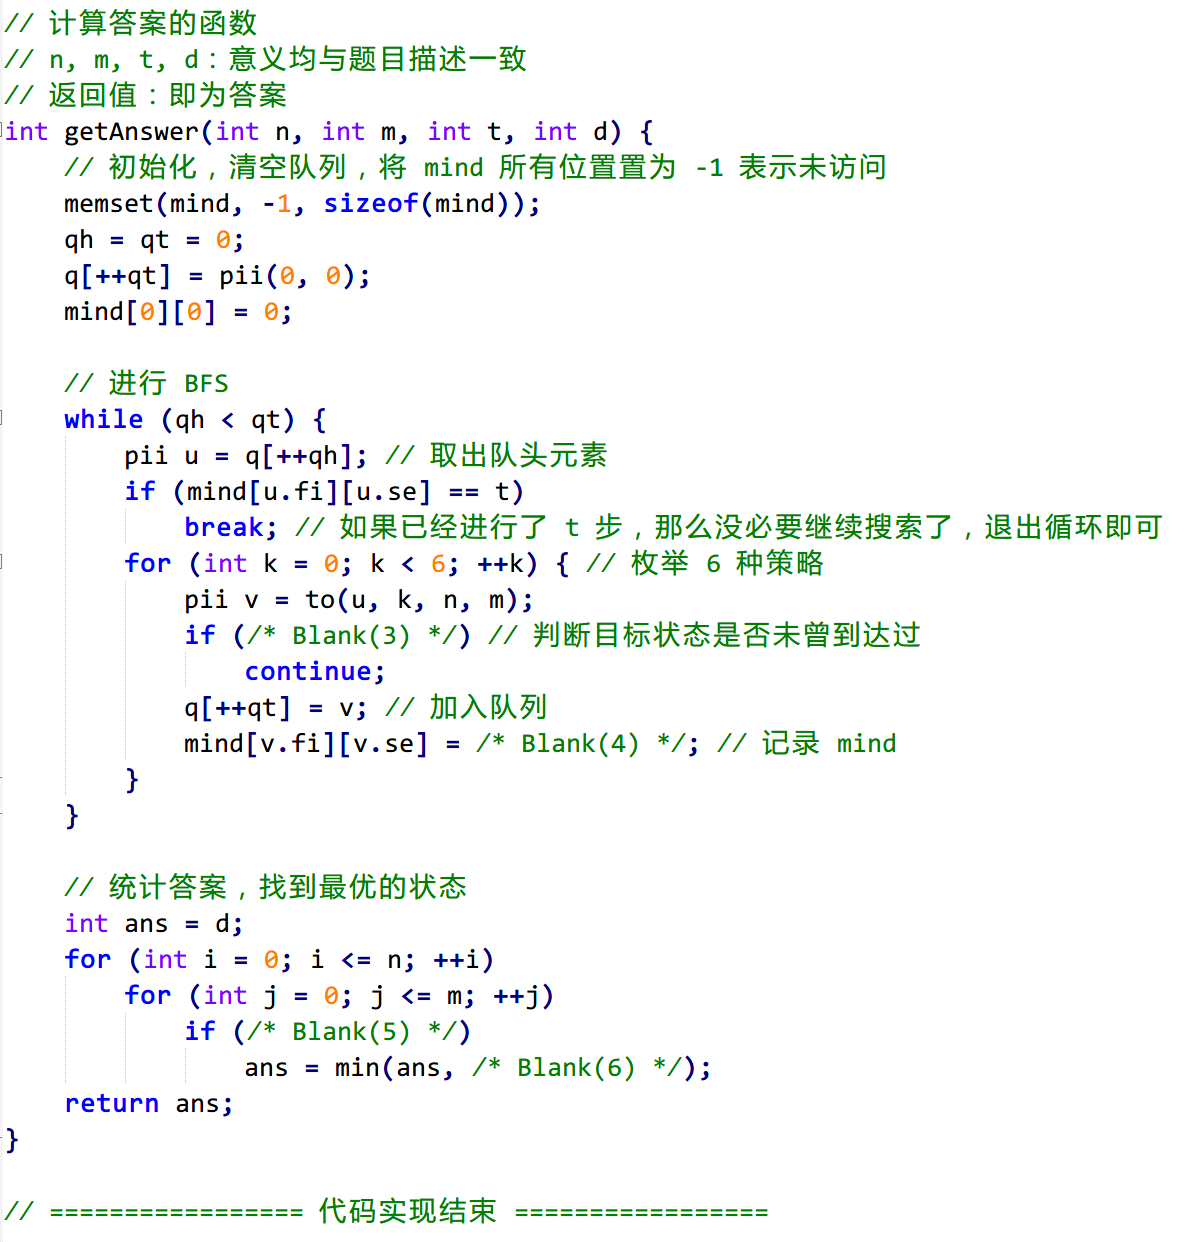 // 计算答案的函数
// n, m, t, d：意义均与题目描述一致
// 返回值：即为答案
int getAnswer(int n, int m, int t, int d) {
    // 初始化，清空队列，将 mind 所有位置置为 -1 表示未访问
    memset(mind, -1, sizeof(mind));
    qh = qt = 0;
    q[++qt] = pii(0, 0);
    mind[0][0] = 0;

    // 进行 BFS
    while (qh < qt) {
        pii u = q[++qh]; // 取出队头元素
        if (mind[u.fi][u.se] == t)
            break; // 如果已经进行了 t 步，那么没必要继续搜索了，退出循环即可
        for (int k = 0; k < 6; ++k) { // 枚举 6 种策略
            pii v = to(u, k, n, m);
            if (/* Blank(3) */) // 判断目标状态是否未曾到达过
                continue;
            q[++qt] = v; // 加入队列
            mind[v.fi][v.se] = /* Blank(4) */; // 记录 mind
        }
    }

    // 统计答案，找到最优的状态
    int ans = d;
    for (int i = 0; i <= n; ++i)
        for (int j = 0; j <= m; ++j)
            if (/* Blank(5) */)
                ans = min(ans, /* Blank(6) */);
    return ans;
}

// ================= 代码实现结束 =================